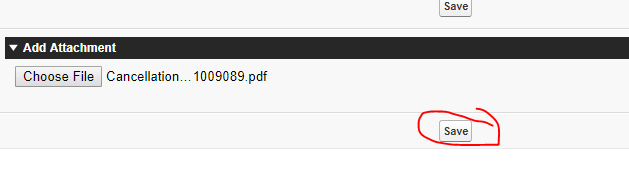 Save
Add Attachment
Choose File Cancellation...1009089.pdf
Save